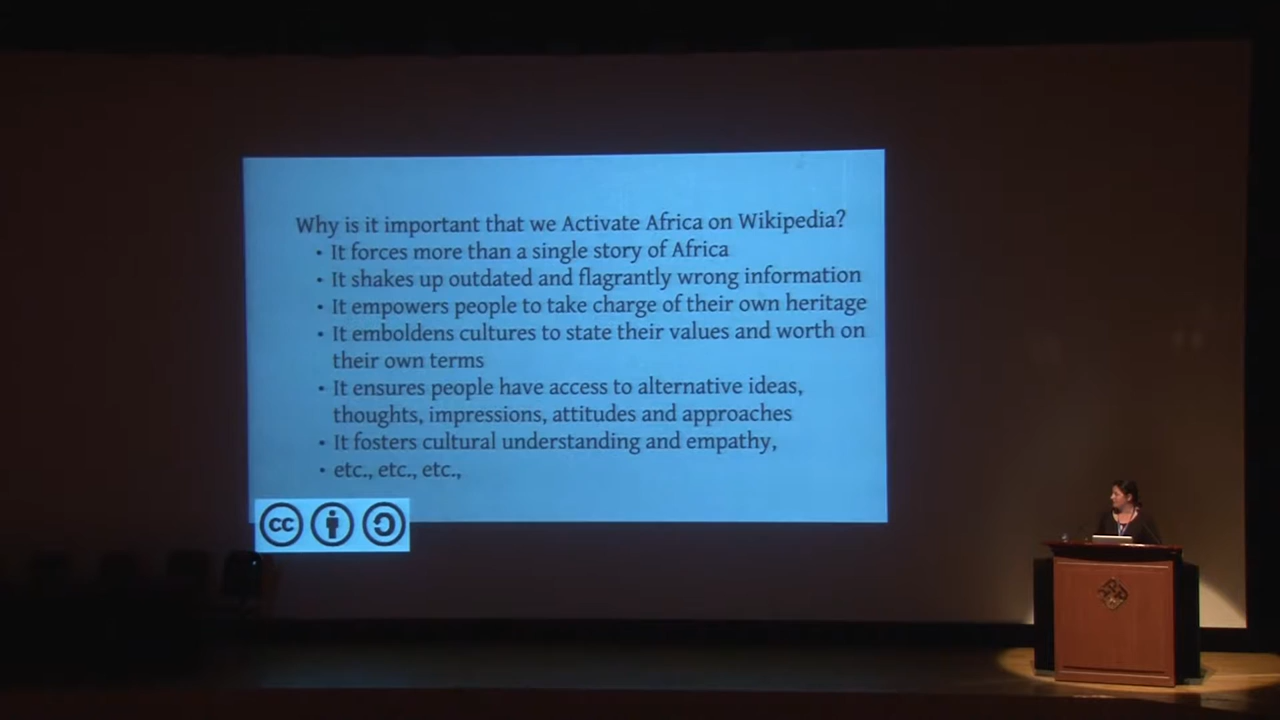 Why is it important that we Activate Africa on Wikipedia?
• It forces more than a single story of Africa
• It shakes up outdated and flagrantly wrong information
• It empowers people to take charge of their own heritage
• It emboldens cultures to state their values and worth on
their own terms
• It ensures people have access to alternative ideas,
thoughts, impressions, attitudes and approaches
• It fosters cultural understanding and empathy,
• etc., etc., etc.,
cc